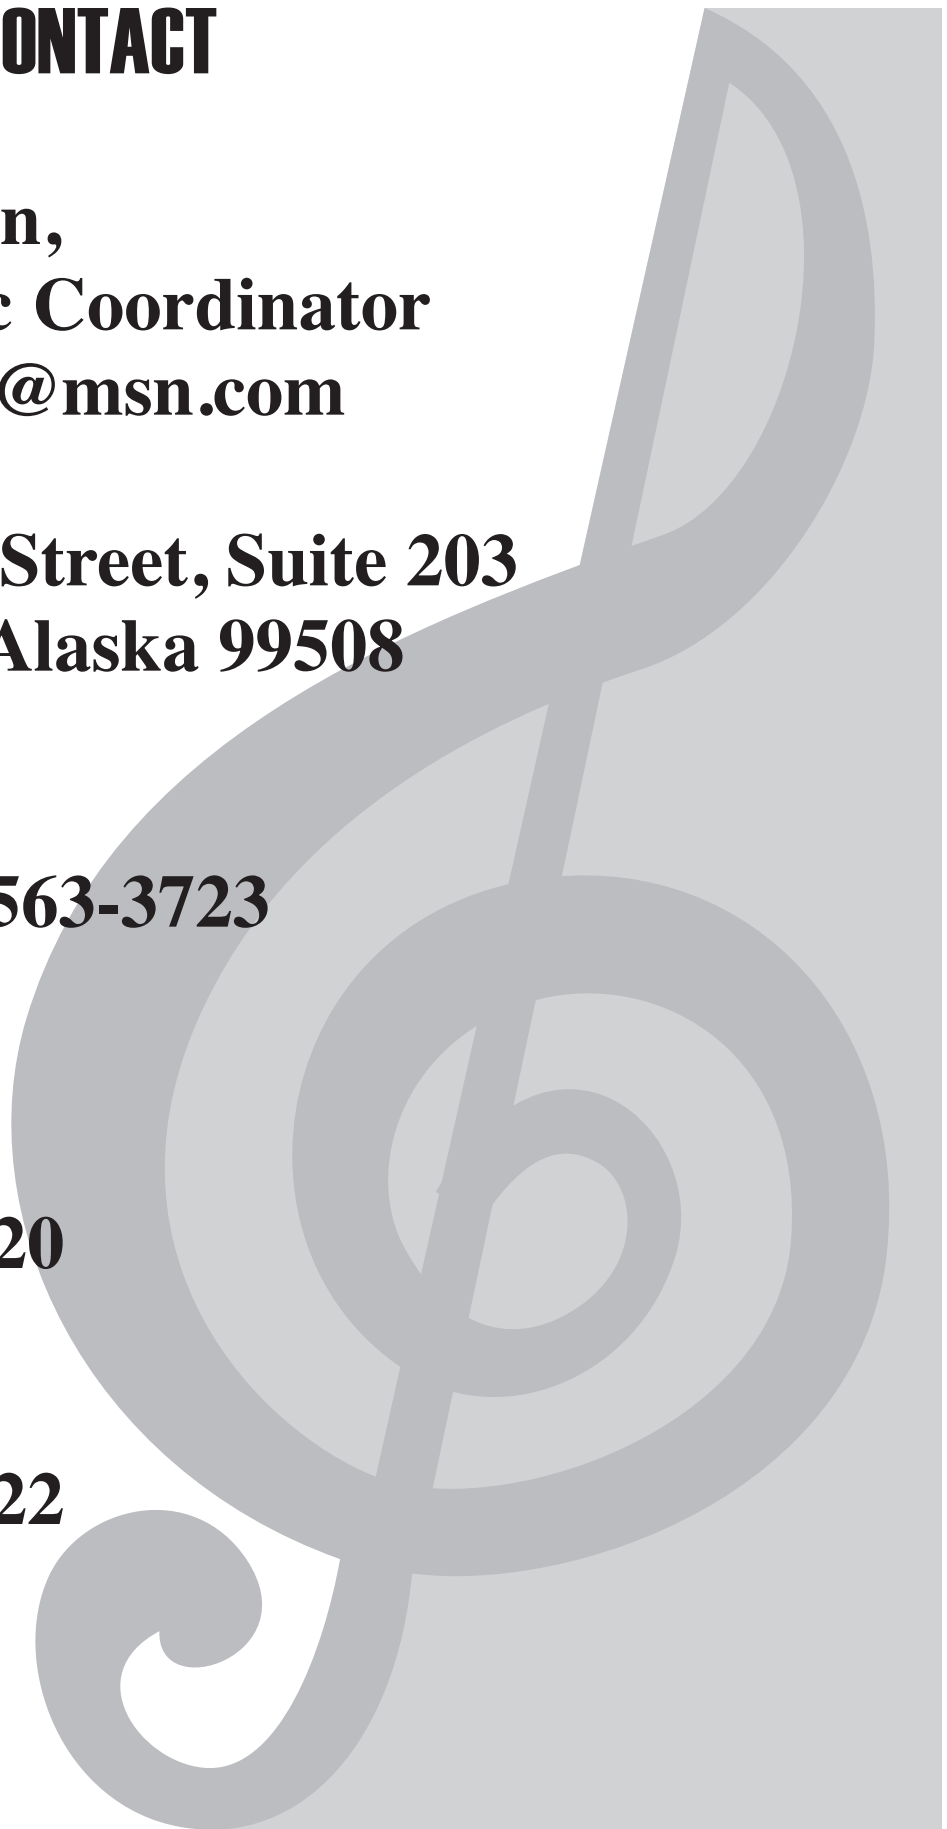 ONTACT
n,
c Coordinator
@msn.com
Street, Suite 203
Alaska 99508
563-3723
20
22